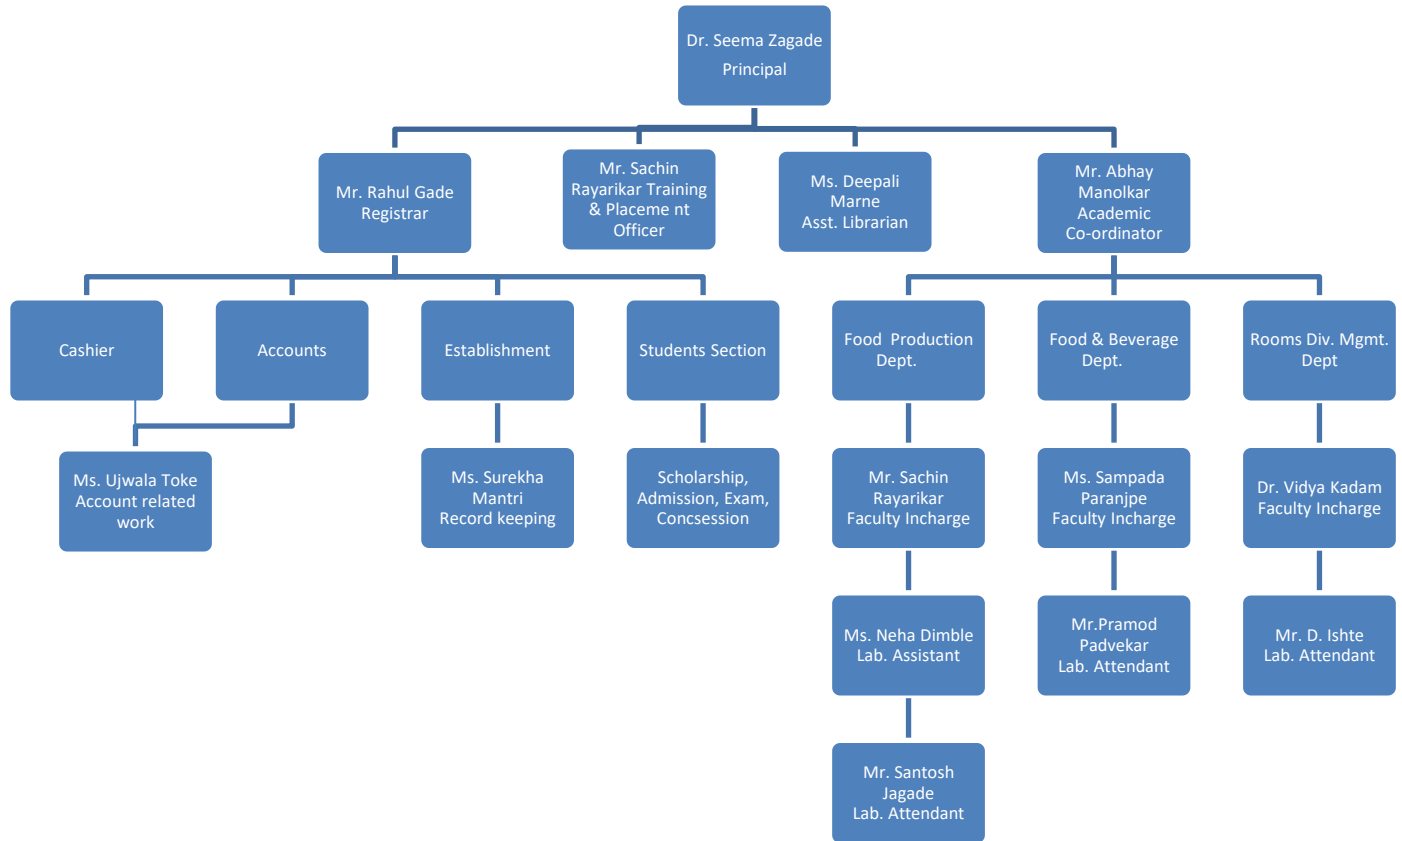 Dr. Seema Zagade
Principal
Mr. Rahul Gade
Registrar
Mr. Sachin
Rayarikar Training
& Placeme nt
Officer
Ms. Deepali
Marne
Asst. Librarian
Mr. Abhay
Manolkar
Academic
Co-ordinator
Cashier
Accounts
Establishment
Students Section
Food  Production
Dept.
Food & Beverage
Dept.
Rooms Div. Mgmt.
Dept
Ms. Ujwala Toke
Account related
work
Ms. Surekha
Mantri
Record keeping
Scholarship,
Admission, Exam,
Concsession
Mr. Sachin
Rayarikar
Faculty Incharge
Ms. Sampada
Paranjpe
Faculty Incharge
Dr. Vidya Kadam
Faculty Incharge
Ms. Neha Dimble
Lab. Assistant
Mr.Pramod
Padvekar
Lab. Attendant
Mr. D. Ishte
Lab. Attendant
Mr. Santosh
Jagade
Lab. Attendant